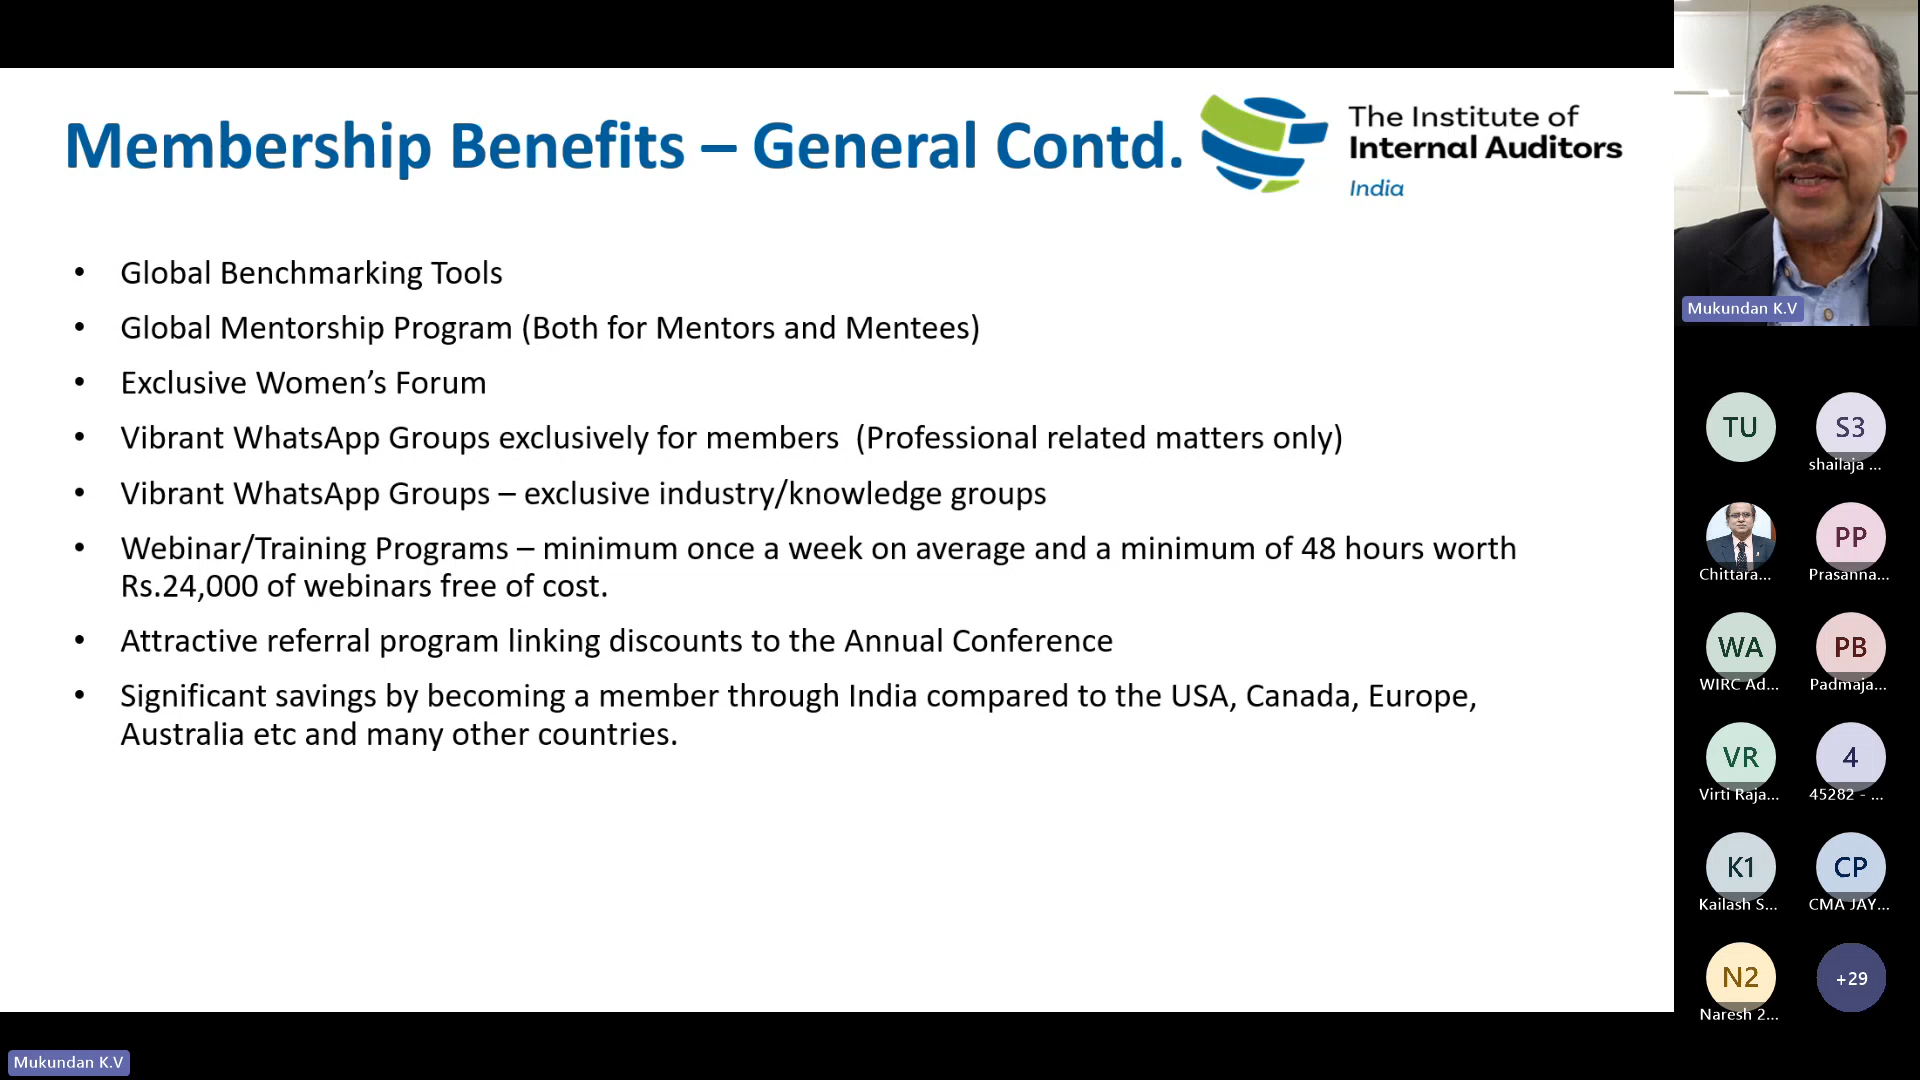 Membership Benefits – General Contd.
The Institute of
Internal Auditors
India
• Global Benchmarking Tools
• Global Mentorship Program (Both for Mentors and Mentees)
• Exclusive Women’s Forum
• Vibrant WhatsApp Groups exclusively for members  (Professional related matters only)
• Vibrant WhatsApp Groups – exclusive industry/knowledge groups
• Webinar/Training Programs – minimum once a week on average and a minimum of 48 hours worth
Rs.24,000 of webinars free of cost.
• Attractive referral program linking discounts to the Annual Conference
• Significant savings by becoming a member through India compared to the USA, Canada, Europe,
Australia etc and many other countries.
Mukundan K.V
TU
S3
shailaja ...
Chittara...
PP
Prasanna...
WA
WIRC Ad...
PB
Padmaja...
VR
Virti Raja...
4
45282 - ...
K1
Kailash S...
CP
CMA JAY...
N2
Naresh 2...
+29
Mukundan K.V